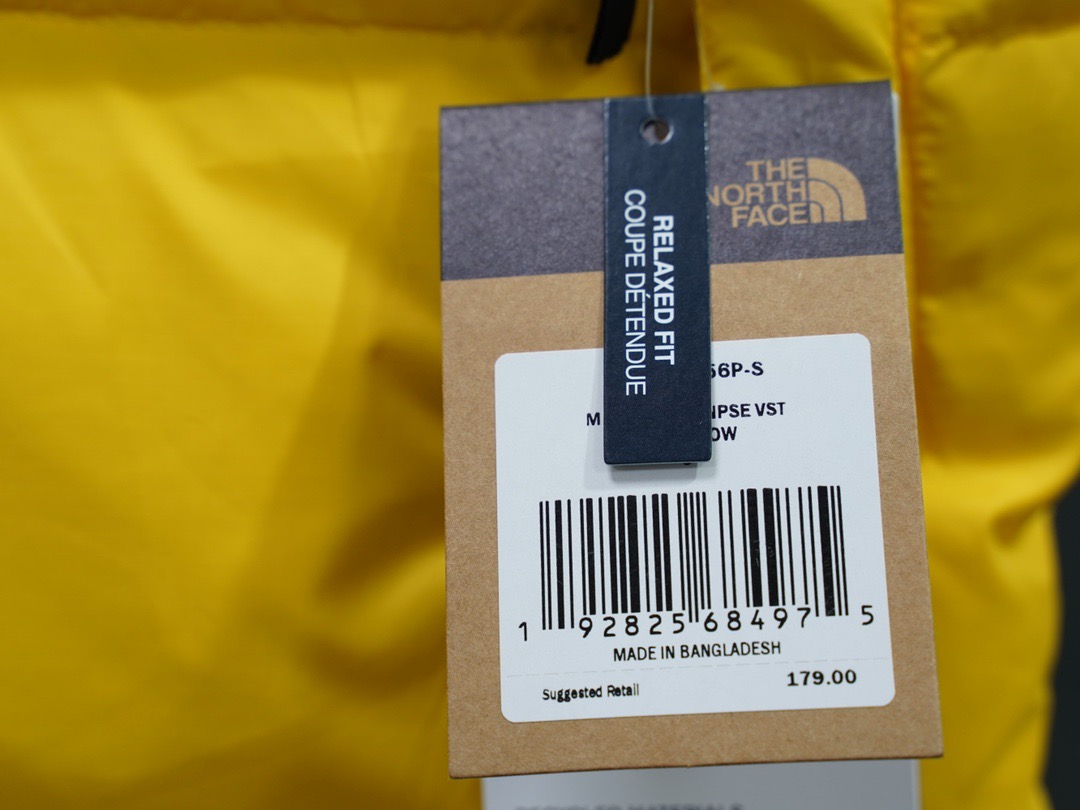 THE
NORTH
FACE
RELAXED FIT
COUPE DÉTENDUE
56P-S
M NPSE VST
OW
1 92825 68497 5
MADE IN BANGLADESH
Suggested Retail 179.00